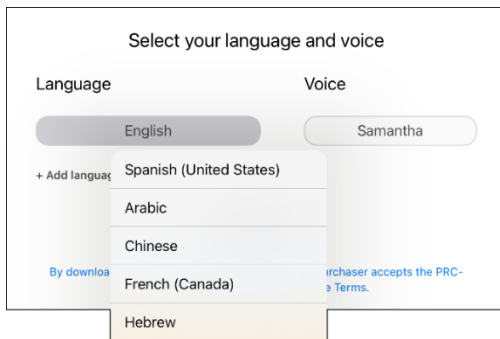 Select your language and voice
Language Voice
English Samantha
+ Add languag
Spanish (United States)
Arabic
Chinese
By downloa urchaser accepts the PRC-
French (Canada)
e Terms.
Hebrew